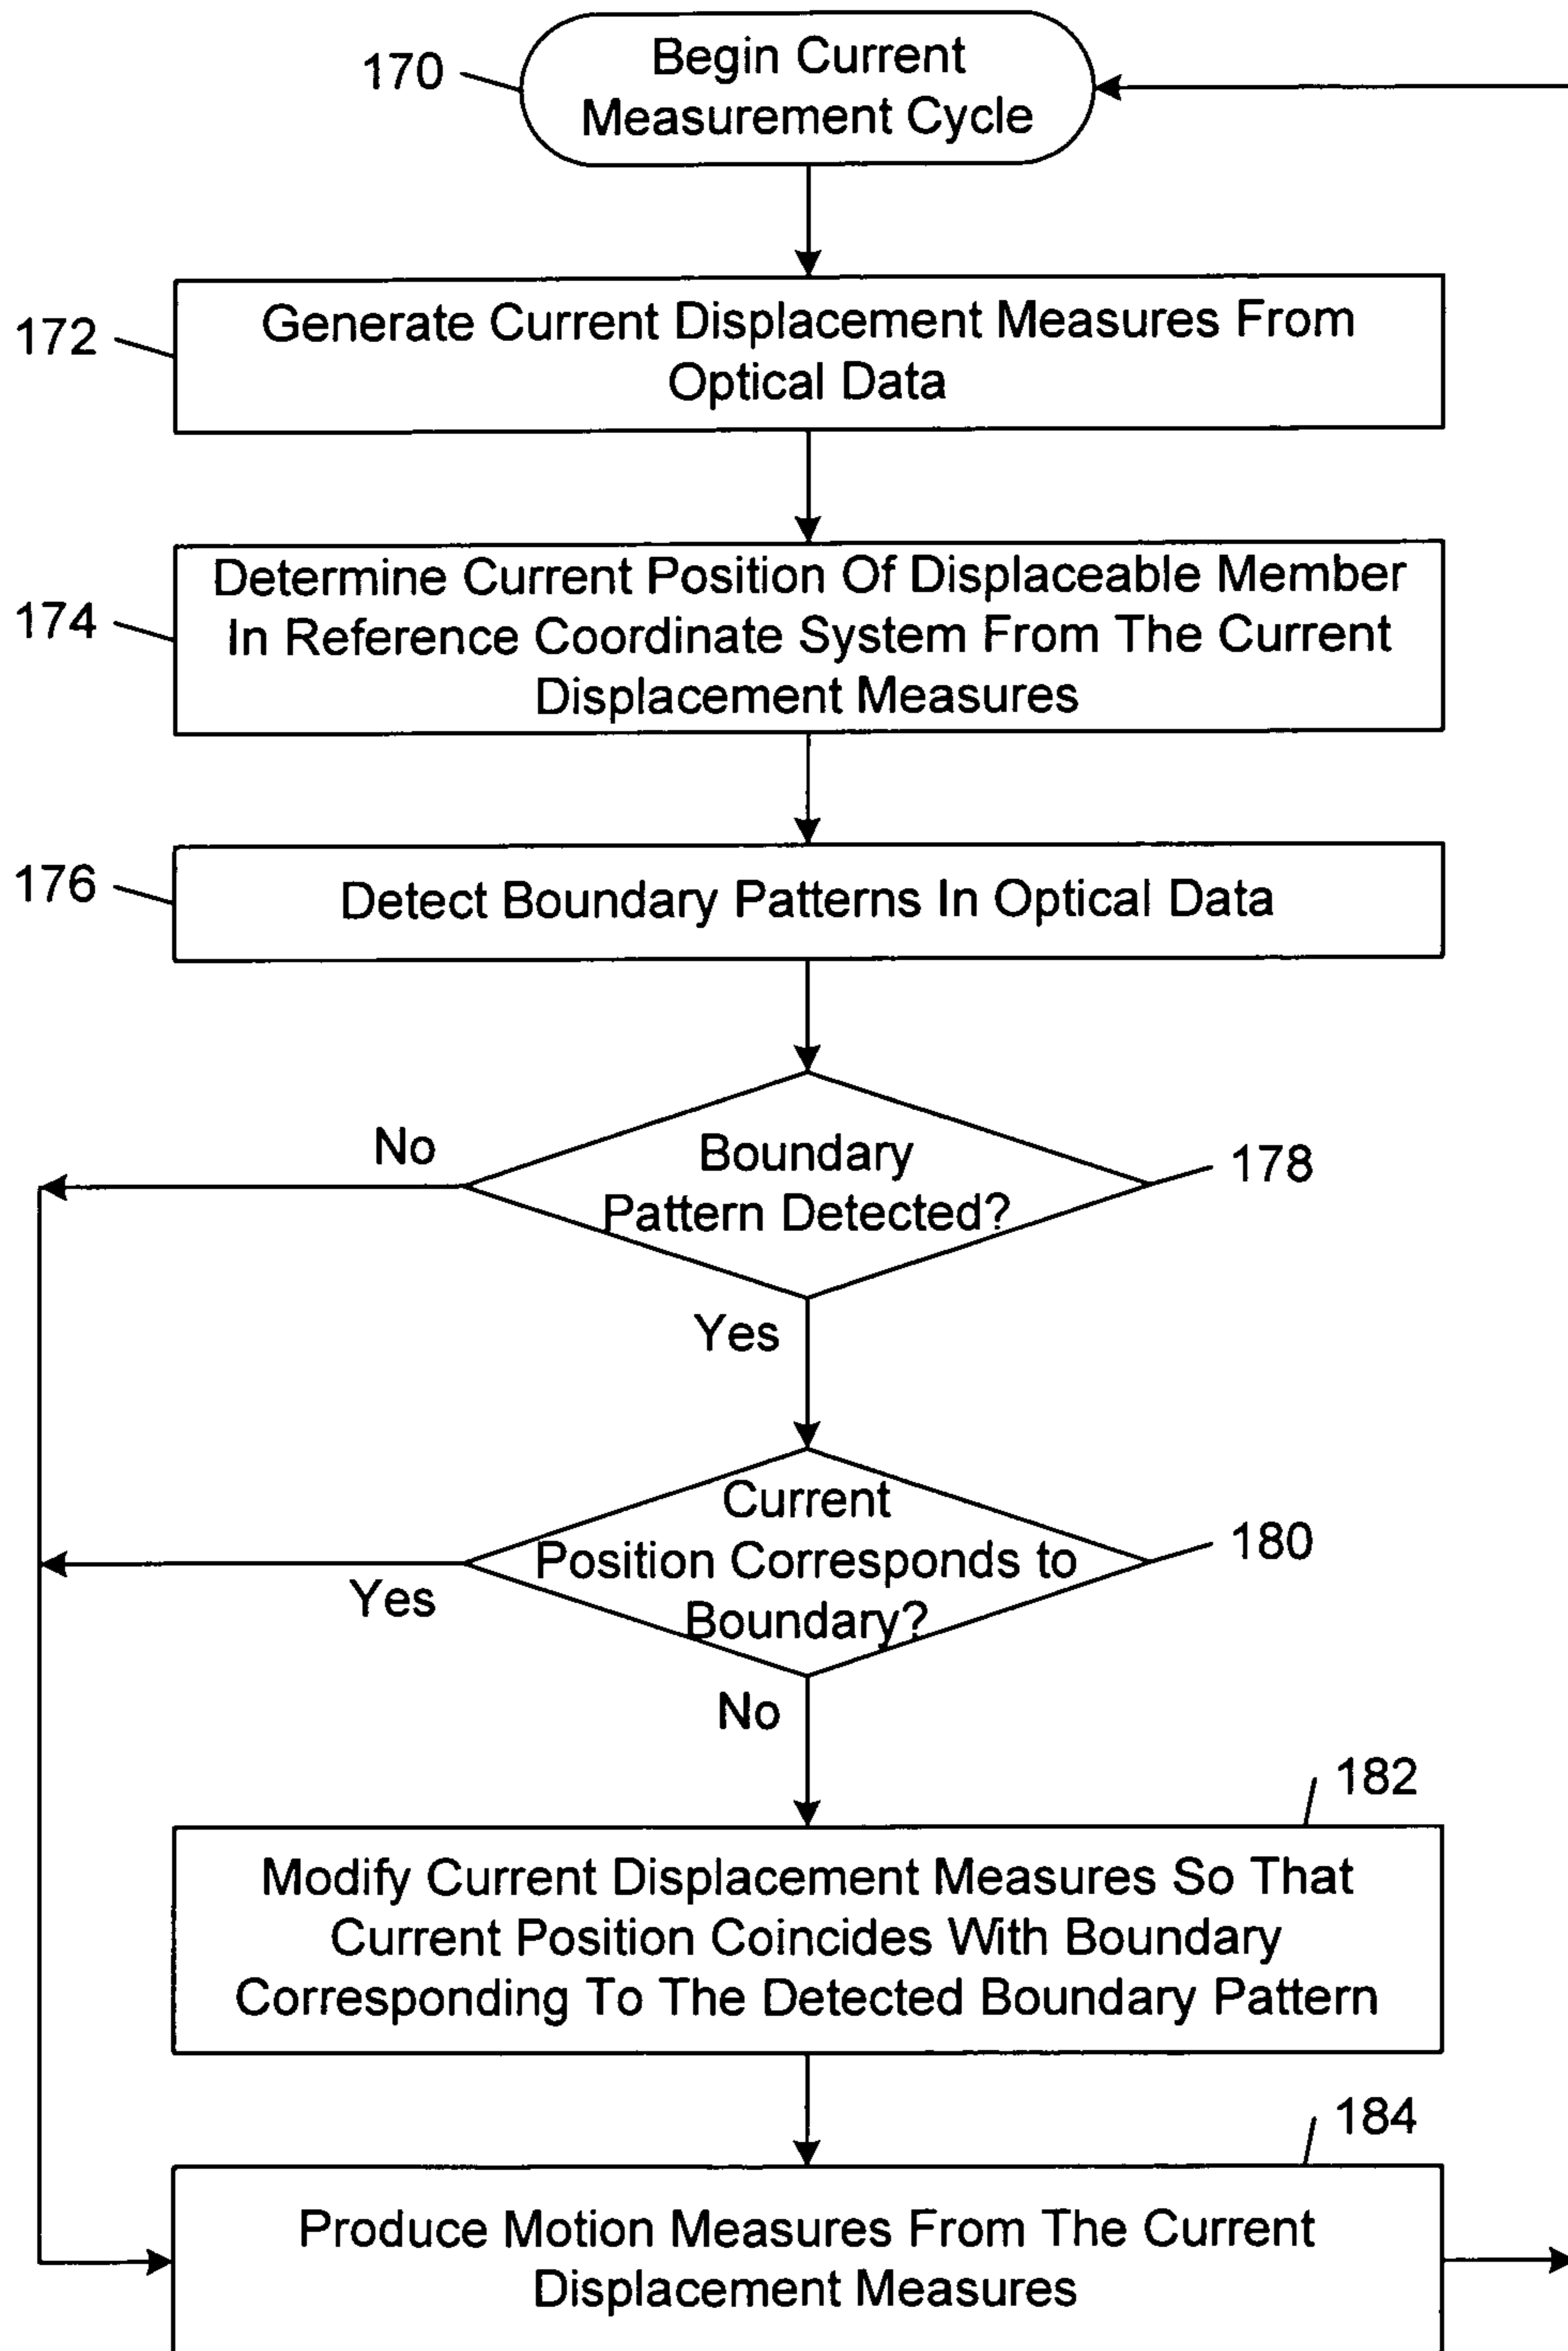 170
Begin Current
Measurement Cycle
172
Generate Current Displacement Measures From
Optical Data
174
Determine Current Position Of Displaceable Member
In Reference Coordinate System From The Current
Displacement Measures
176
Detect Boundary Patterns In Optical Data
No
Boundary
Pattern Detected?
178
Yes
Current
Position Corresponds to
Boundary?
180
Yes
No
182
Modify Current Displacement Measures So That
Current Position Coincides With Boundary
Corresponding To The Detected Boundary Pattern
184
Produce Motion Measures From The Current
Displacement Measures